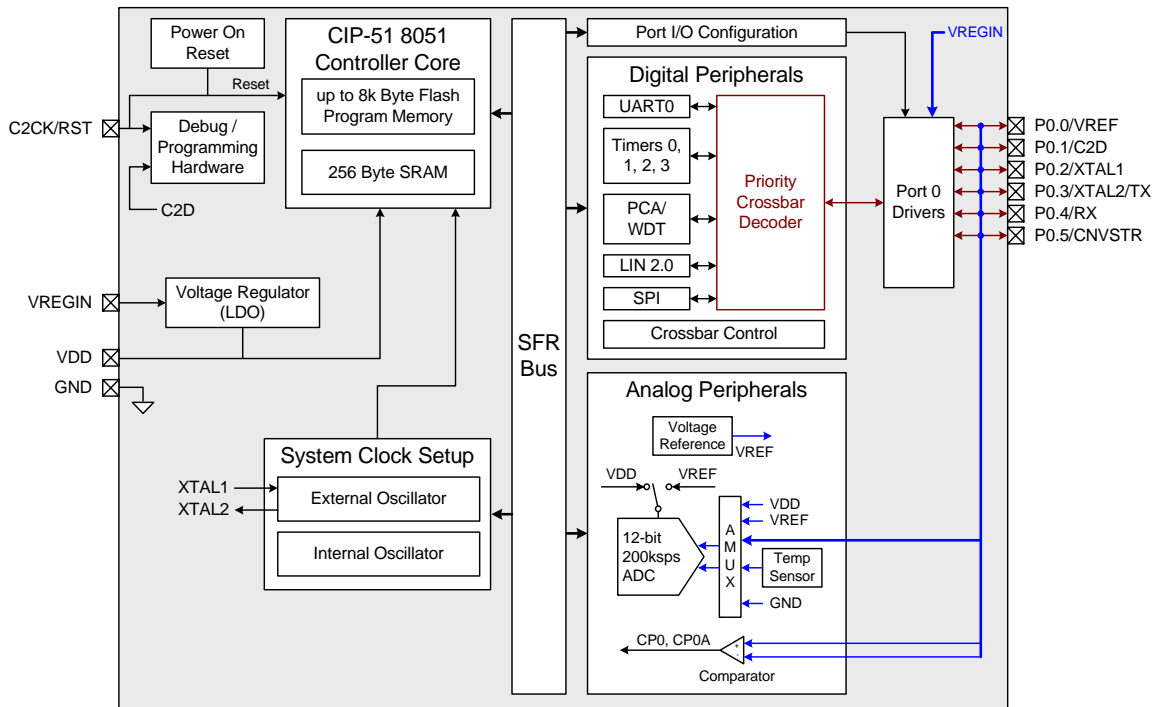 Power On
Reset
Reset
C2CK/RST
Debug /
Programming
Hardware
C2D
CIP-51 8051
Controller Core
up to 8k Byte Flash
Program Memory
256 Byte SRAM
VREGIN
Voltage Regulator
(LDO)
VDD
GND
System Clock Setup
XTAL1
XTAL2
External Oscillator
Internal Oscillator
SFR
Bus
Port I/O Configuration
Digital Peripherals
UART0
Timers 0,
1, 2, 3
PCA/
WDT
LIN 2.0
SPI
Priority
Crossbar
Decoder
Crossbar Control
VREGIN
Port 0
Drivers
P0.0/VREF
P0.1/C2D
P0.2/XTAL1
P0.3/XTAL2/TX
P0.4/RX
P0.5/CNVSTR
Analog Peripherals
Voltage
Reference
VREF
VDD
VREF
12-bit
200ksps
ADC
A
M
U
X
VDD
VREF
Temp
Sensor
GND
CP0, CP0A
+
-
Comparator